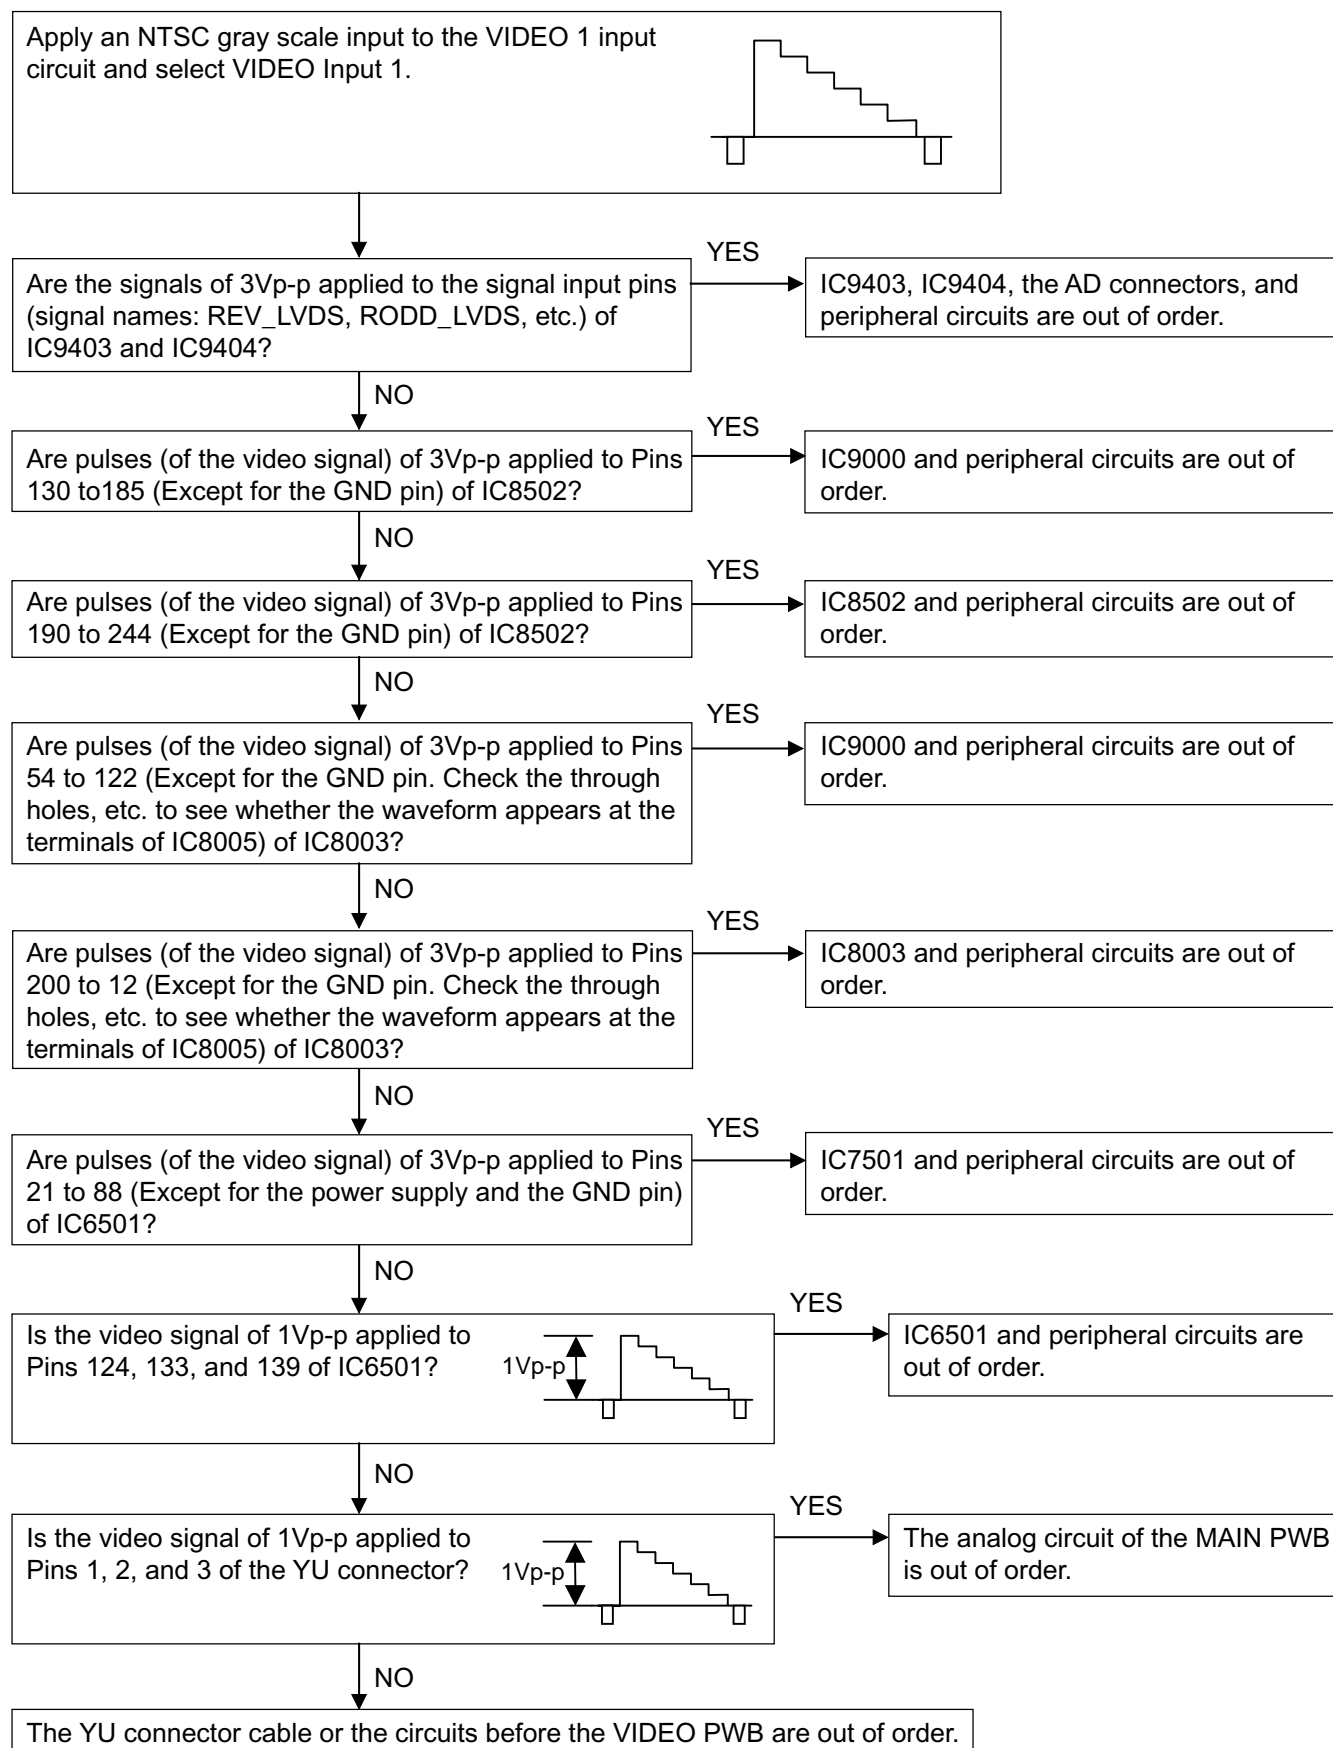 Apply an NTSC gray scale input to the VIDEO 1 input
circuit and select VIDEO Input 1.
YES
Are the signals of 3Vp-p applied to the signal input pins
(signal names: REV_LVDS, RODD_LVDS, etc.) of
IC9403 and IC9404?
IC9403, IC9404, the AD connectors, and
peripheral circuits are out of order.
NO
YES
Are pulses (of the video signal) of 3Vp-p applied to Pins
130 to185 (Except for the GND pin) of IC8502?
IC9000 and peripheral circuits are out of
order.
NO
YES
Are pulses (of the video signal) of 3Vp-p applied to Pins
190 to 244 (Except for the GND pin) of IC8502?
IC8502 and peripheral circuits are out of
order.
NO
YES
Are pulses (of the video signal) of 3Vp-p applied to Pins
54 to 122 (Except for the GND pin. Check the through
holes, etc. to see whether the waveform appears at the
terminals of IC8005) of IC8003?
IC9000 and peripheral circuits are out of
order.
NO
YES
Are pulses (of the video signal) of 3Vp-p applied to Pins
200 to 12 (Except for the GND pin. Check the through
holes, etc. to see whether the waveform appears at the
terminals of IC8005) of IC8003?
IC8003 and peripheral circuits are out of
order.
NO
YES
Are pulses (of the video signal) of 3Vp-p applied to Pins
21 to 88 (Except for the power supply and the GND pin)
of IC6501?
IC7501 and peripheral circuits are out of
order.
NO
YES
Is the video signal of 1Vp-p applied to
Pins 124, 133, and 139 of IC6501?
1Vp-p
IC6501 and peripheral circuits are
out of order.
NO
YES
Is the video signal of 1Vp-p applied to
Pins 1, 2, and 3 of the YU connector?
1Vp-p
The analog circuit of the MAIN PWB
is out of order.
NO
The YU connector cable or the circuits before the VIDEO PWB are out of order.